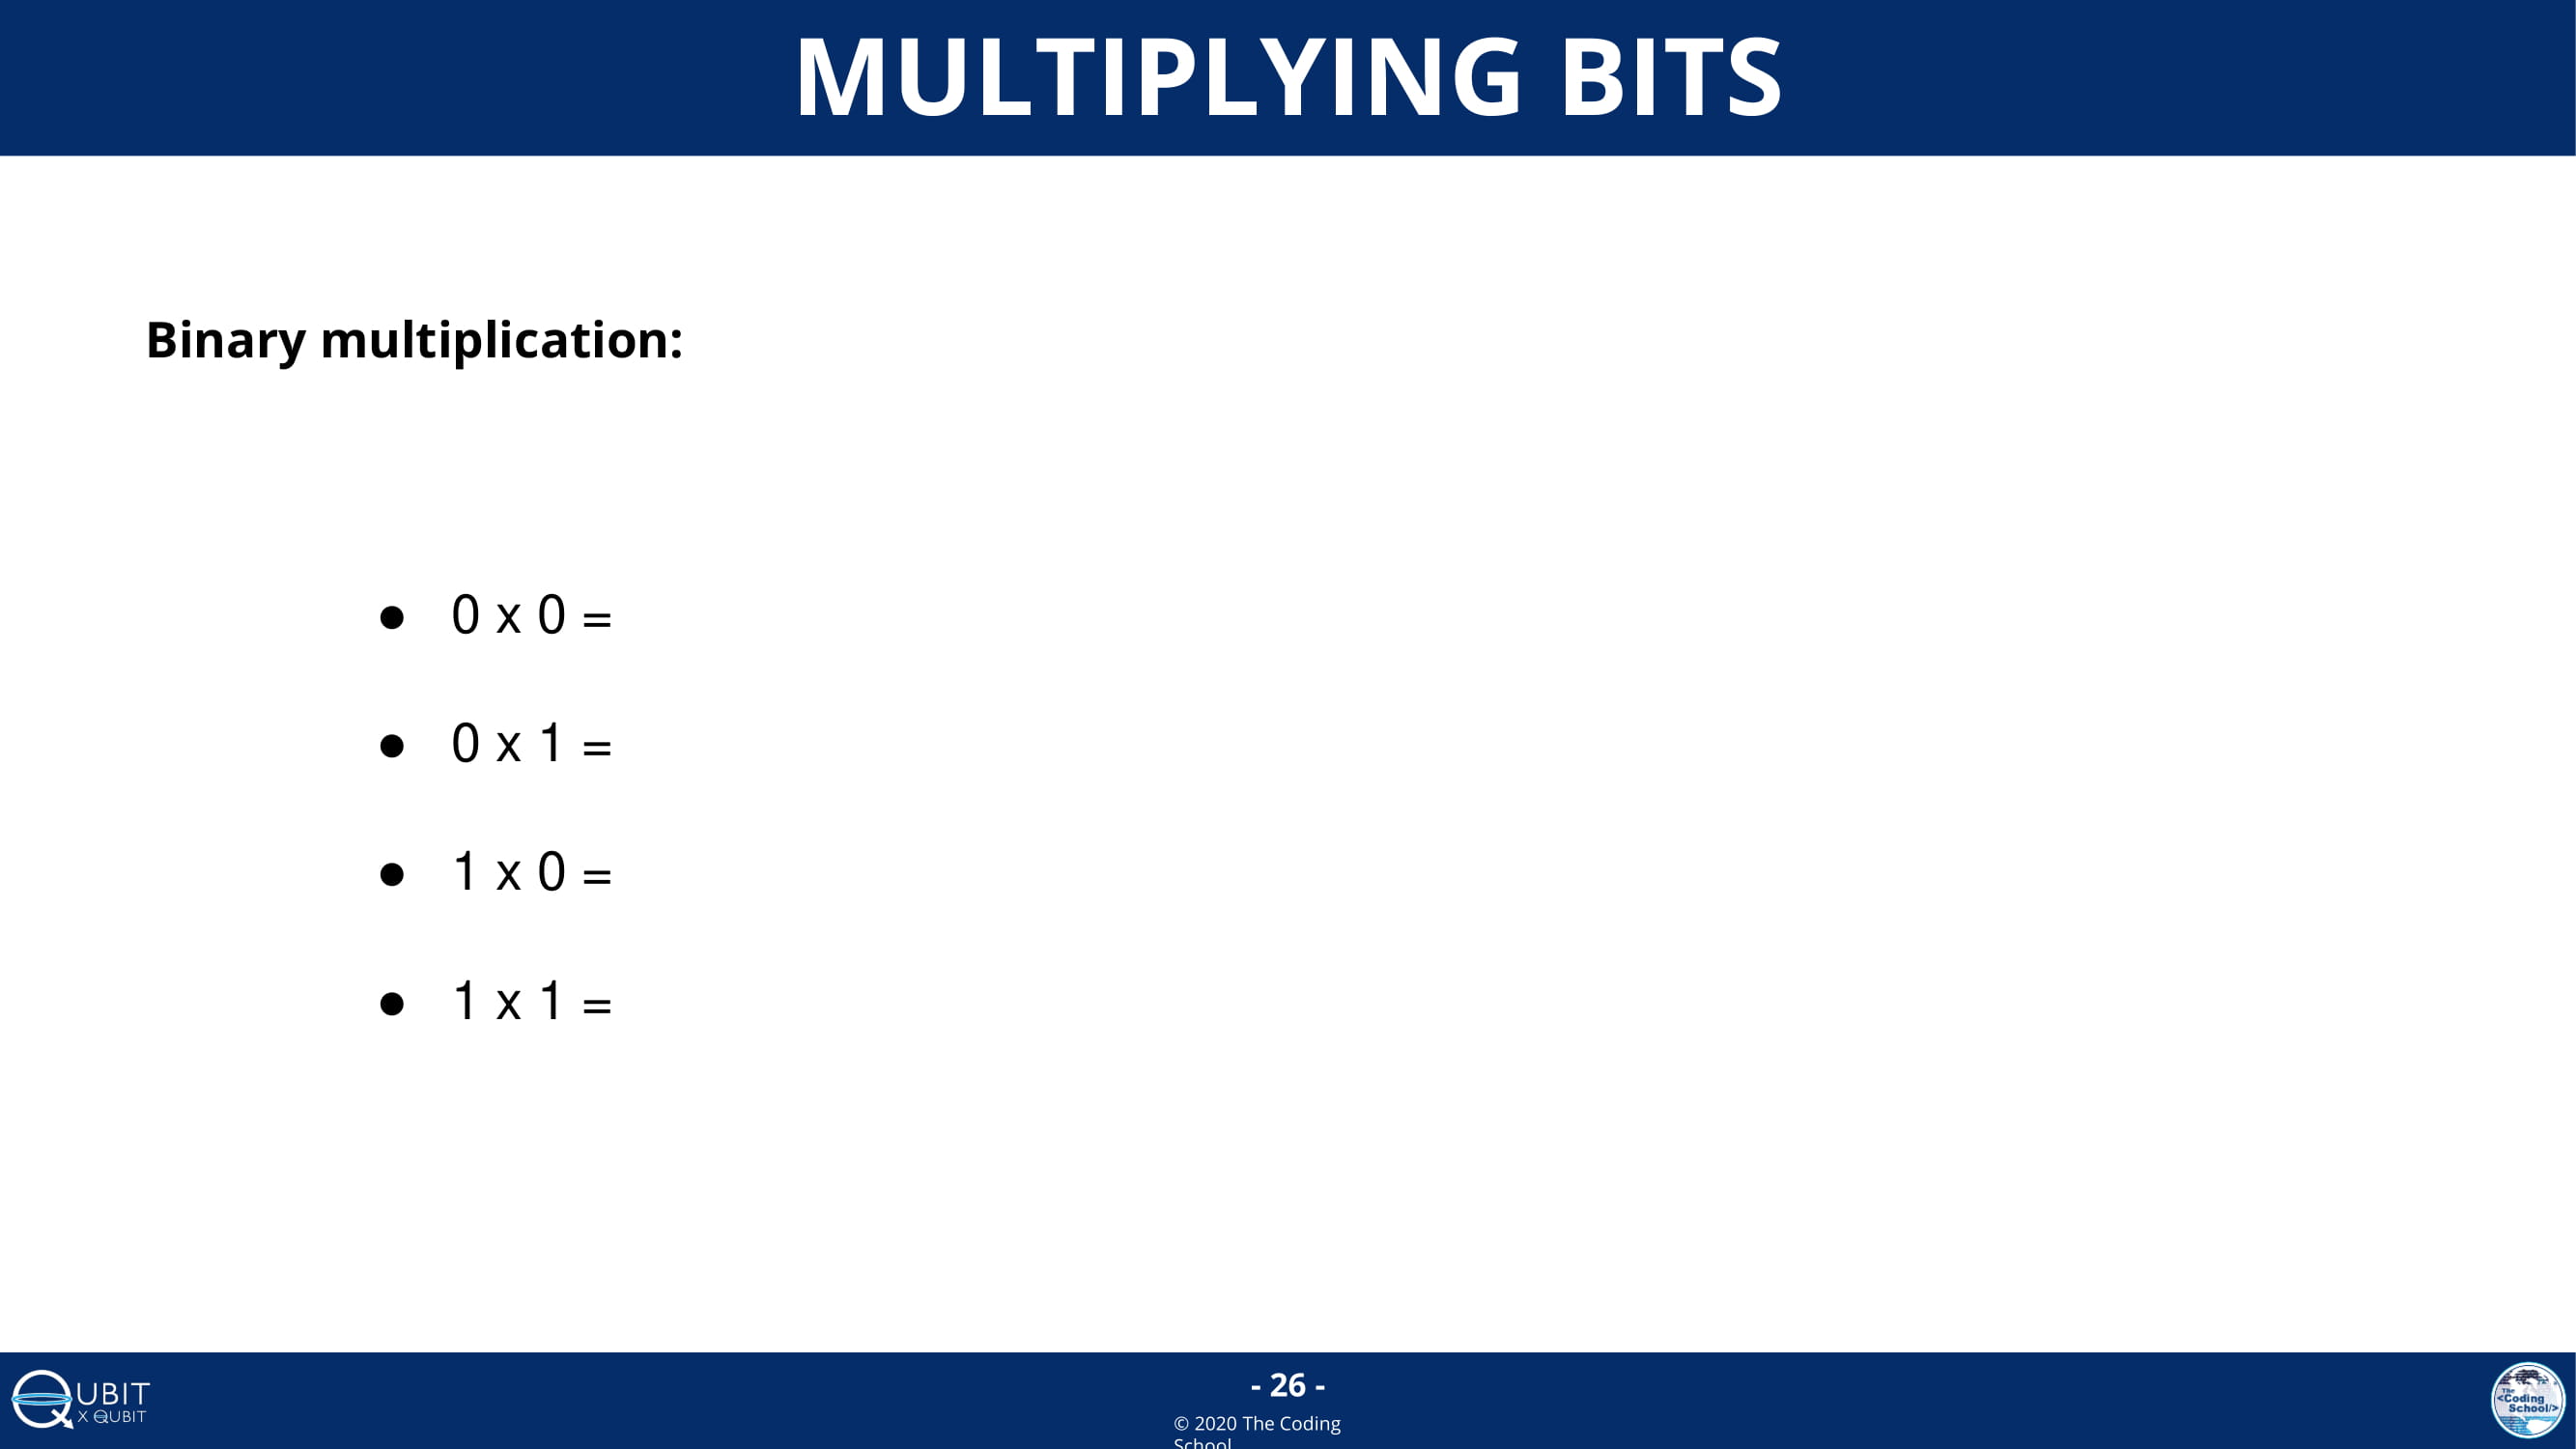 MULTIPLYING BITS
Binary multiplication:
● 0 x 0 =
● 0 x 1 =
● 1 x 0 =
● 1 x 1 =
QUBIT
X QUBIT
- 26 -
© 2020 The Coding
School
The
<Coding
School/>